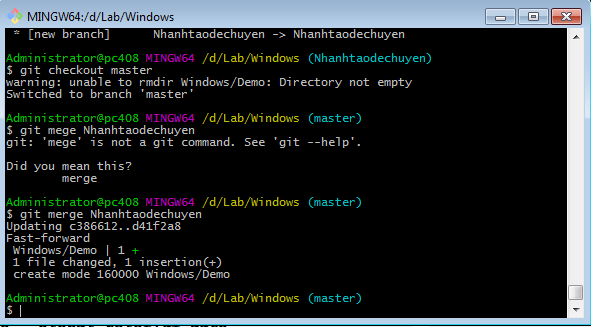 MINGW64:/d/Lab/Windows
* [new branch]      Nhanhtaodechuyen -> Nhanhtaodechuyen
Administrator@pc408 MINGW64 /d/Lab/Windows (Nhanhtaodechuyen)
$ git checkout master
warning: unable to rmdir Windows/Demo: Directory not empty
Switched to branch 'master'
Administrator@pc408 MINGW64 /d/Lab/Windows (master)
$ git mege Nhanhtaodechuyen
git: 'mege' is not a git command. See 'git --help'.
Did you mean this?
merge
Administrator@pc408 MINGW64 /d/Lab/Windows (master)
$ git merge Nhanhtaodechuyen
Updating c386612..d41f2a8
Fast-forward
Windows/Demo | 1 +
1 file changed, 1 insertion(+)
create mode 160000 Windows/Demo
Administrator@pc408 MINGW64 /d/Lab/Windows (master)
$